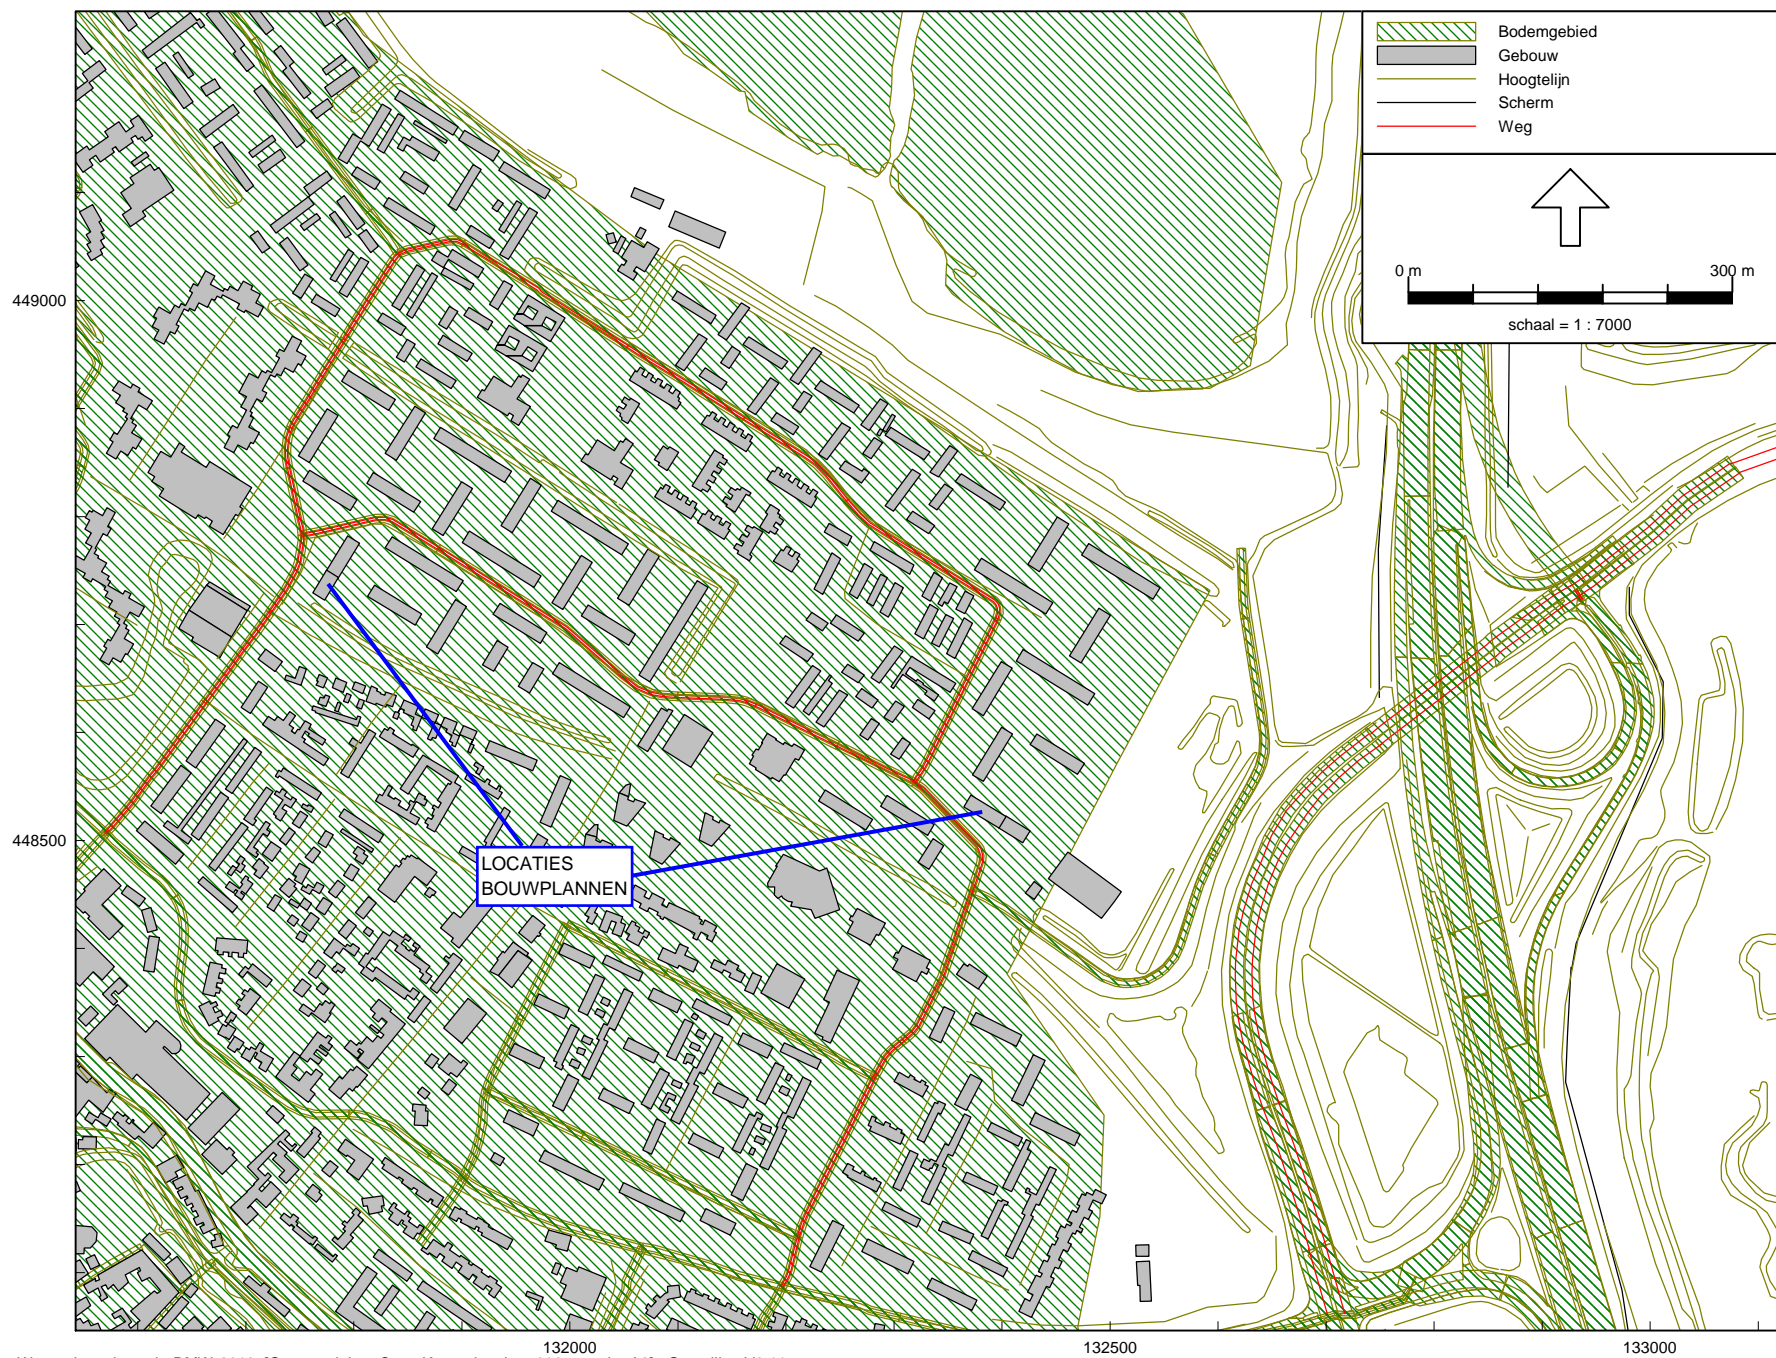 Bodemgebied
Gebouw
Hoogtelijn
Scherm
Weg
0 m 300 m
schaal = 1 : 7000
449000
448500
LOCATIES
BOUWPLANNEN
132000 132500 133000